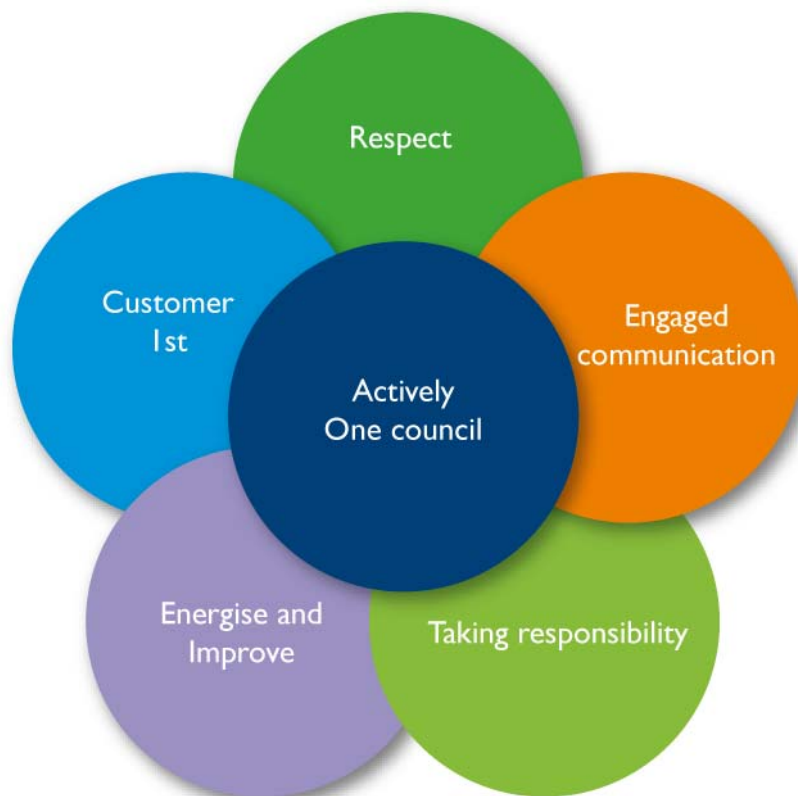 Respect
Customer
1st
Engaged
communication
Actively
One council
Energise and
Improve
Taking responsibility